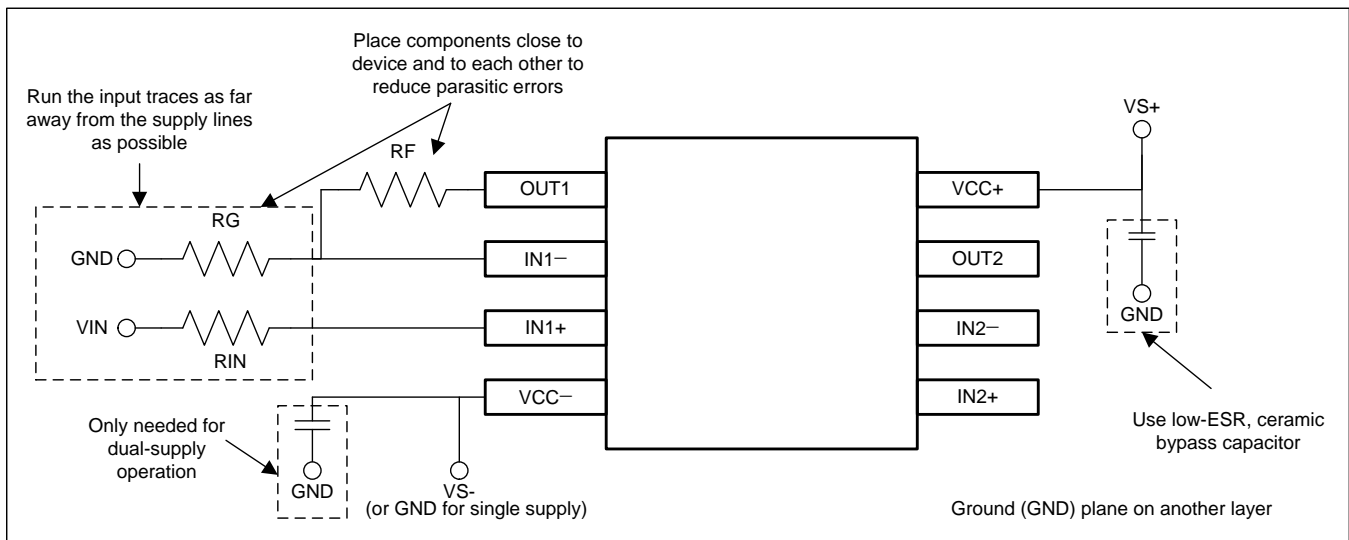 Place components close to
device and to each other to
reduce parasitic errors
Run the input traces as far
away from the supply lines
as possible
VS+
RF
OUT1
VCC+
RG
GND
IN1−
OUT2
GND
VIN
IN1+
IN2−
RIN
VCC−
IN2+
Only needed for
dual-supply
operation
GND
VS-
(or GND for single supply)
Use low-ESR, ceramic
bypass capacitor
Ground (GND) plane on another layer